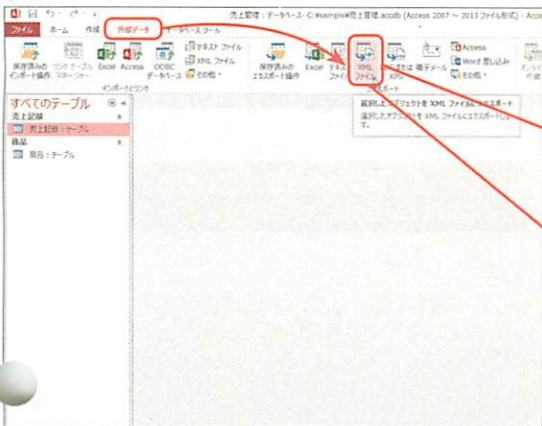 売上管理 : データベース- C:¥sample¥売上管理.accdb (Access 2007 ～ 2013 ファイル形式) - Acce
ファイル ホーム 作成 外部データ データベース ツール
保存済みの インポート操作
リンク テーブル マネージャー
Excel Access
ODBC データベース
テキスト ファイル
XML ファイル
その他
インポートとリンク
保存済みの エクスポート操作
Excel
テキスト ファイル
XML ファイル
または XPS
電子メール
Access
Word 差し込み
その他
選択したオブジェクトを XML ファイルにエクスポート
選択したオブジェクトを XML ファイルにエクスポートします。
すべてのテーブル
売上記録
売上記録 : テーブル
商品
商品 : テーブル